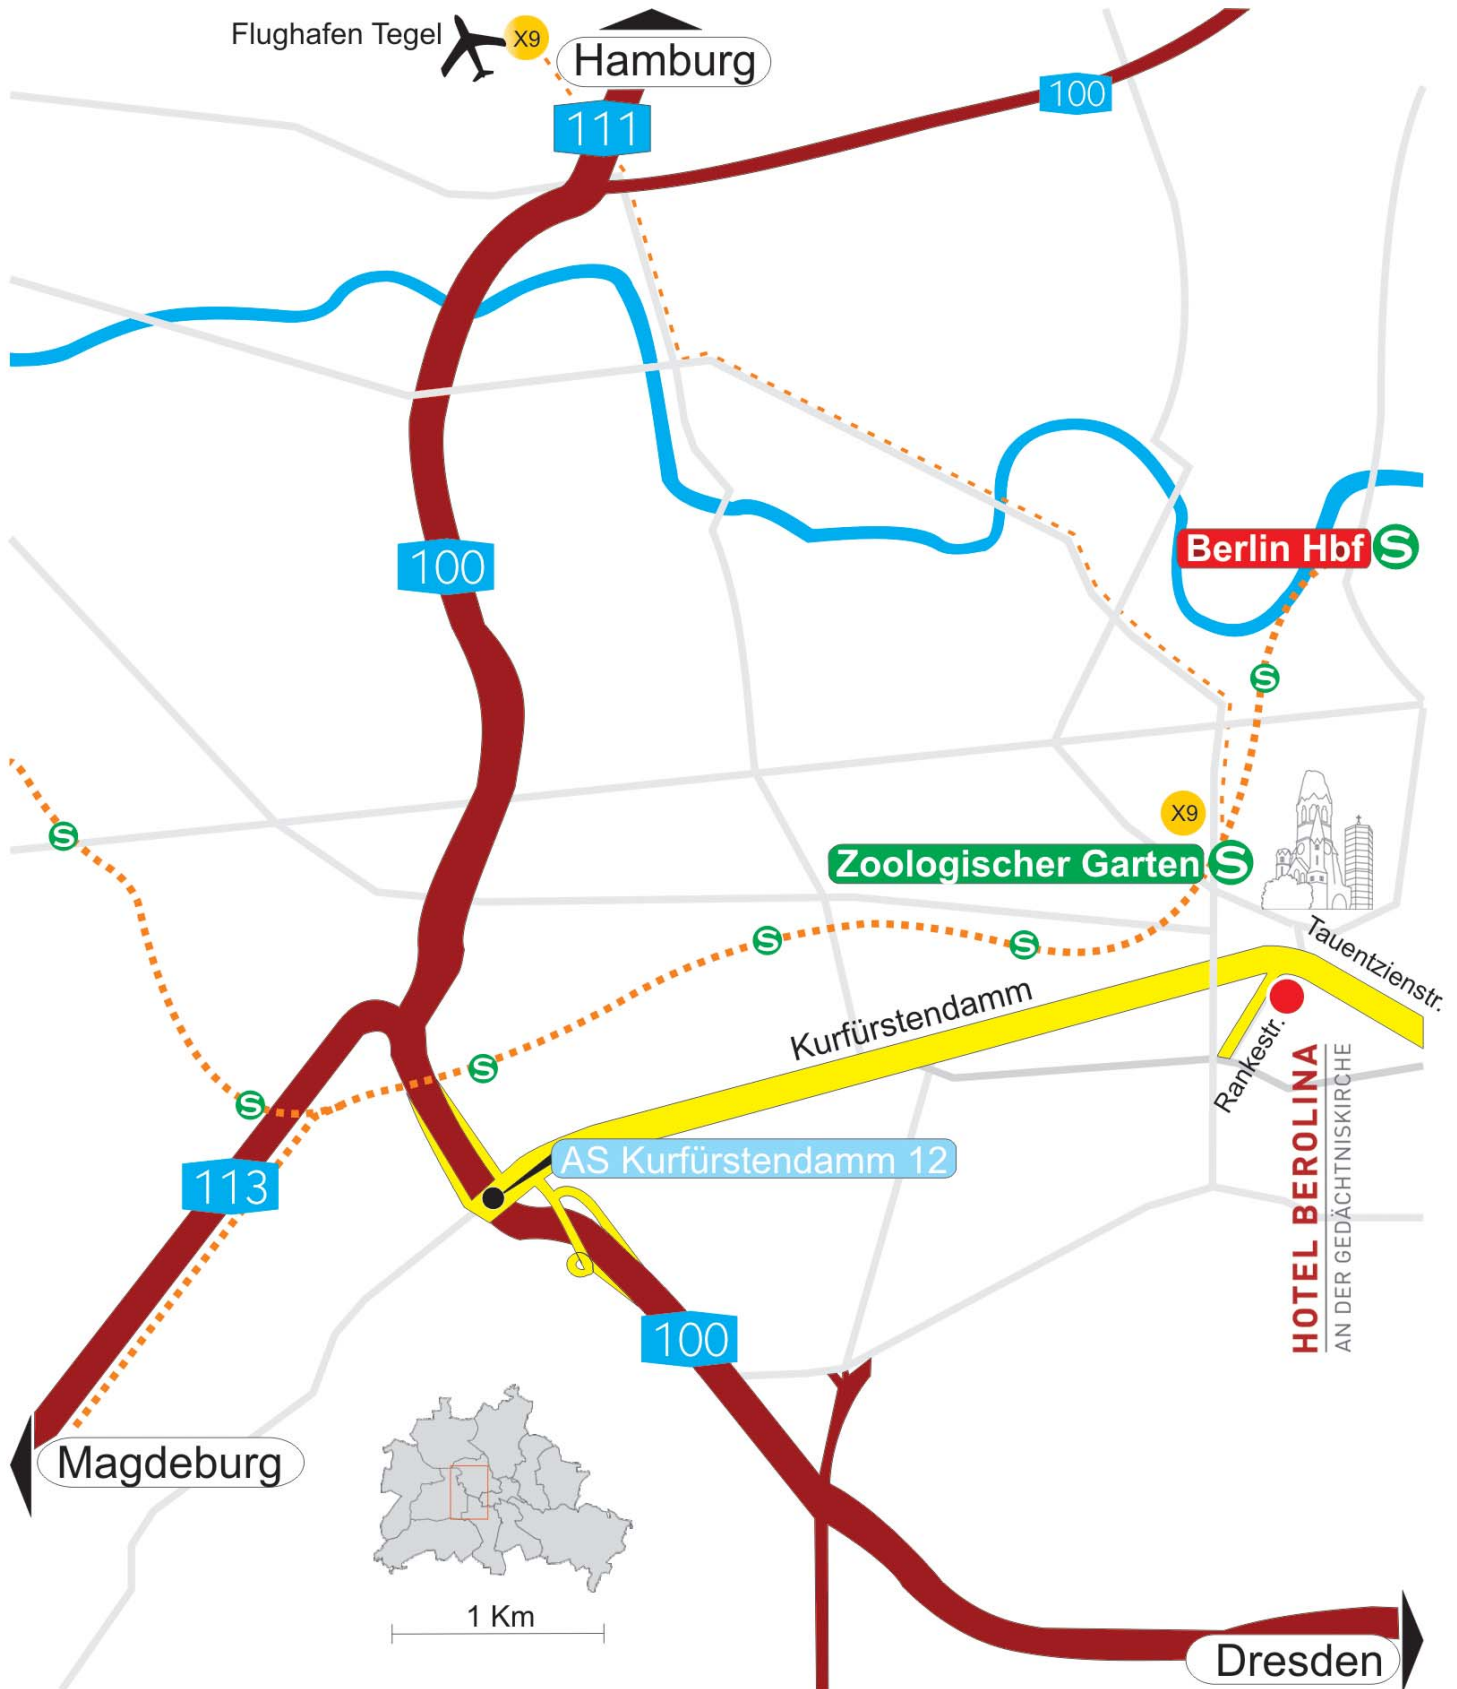 Flughafen Tegel
X9
Hamburg
111
100
100
Berlin Hbf S
S
X9
Zoologischer Garten S
S
S
S
Tauentzienstr.
Kurfürstendamm
Rankestr.
S
S
AS Kurfürstendamm 12
113
HOTEL BEROLINA
AN DER GEDÄCHTNISKIRCHE
100
Magdeburg
1 Km
Dresden